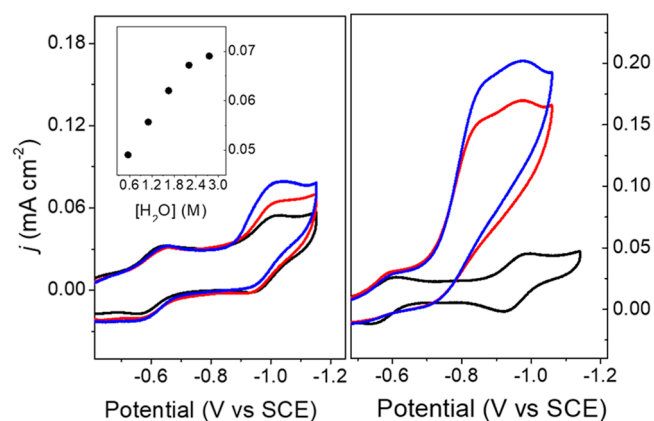 0.18
0.12
0.06
0.00
j (mA cm⁻²)
0.07
0.06
0.05
0.6 1.2 1.8 2.4 3.0
[H₂O] (M)
-0.6 -0.8 -1.0 -1.2
Potential (V vs SCE)
0.20
0.15
0.10
0.05
0.00
-0.6 -0.8 -1.0 -1.2
Potential (V vs SCE)